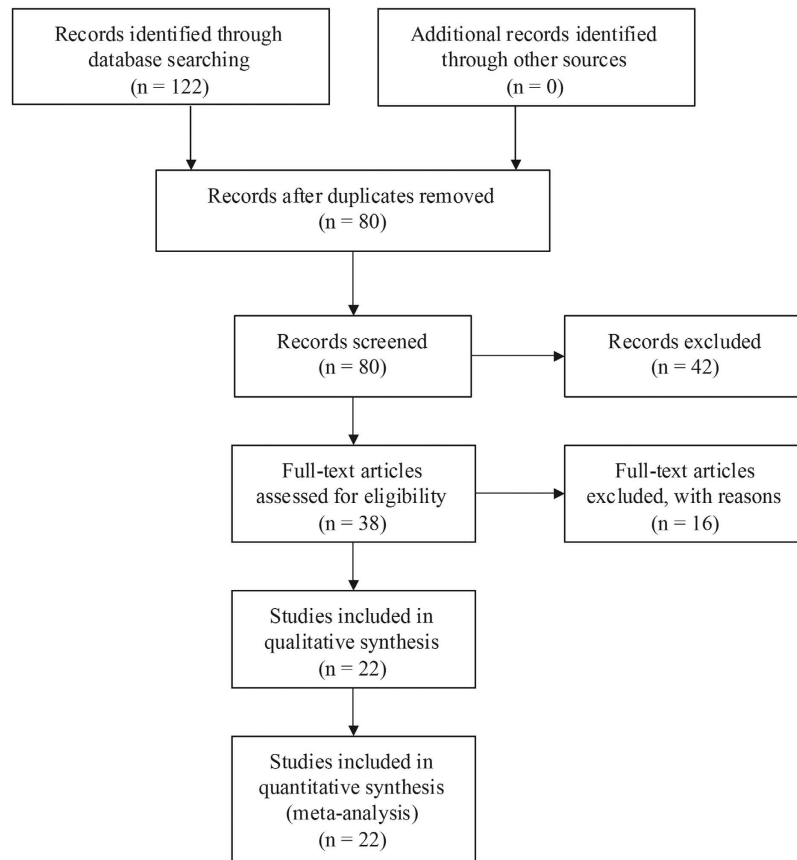 Records identified through
database searching
(n = 122)
Additional records identified
through other sources
(n = 0)
Records after duplicates removed
(n = 80)
Records screened
(n = 80)
Records excluded
(n = 42)
Full-text articles
assessed for eligibility
(n = 38)
Full-text articles
excluded, with reasons
(n = 16)
Studies included in
qualitative synthesis
(n = 22)
Studies included in
quantitative synthesis
(meta-analysis)
(n = 22)